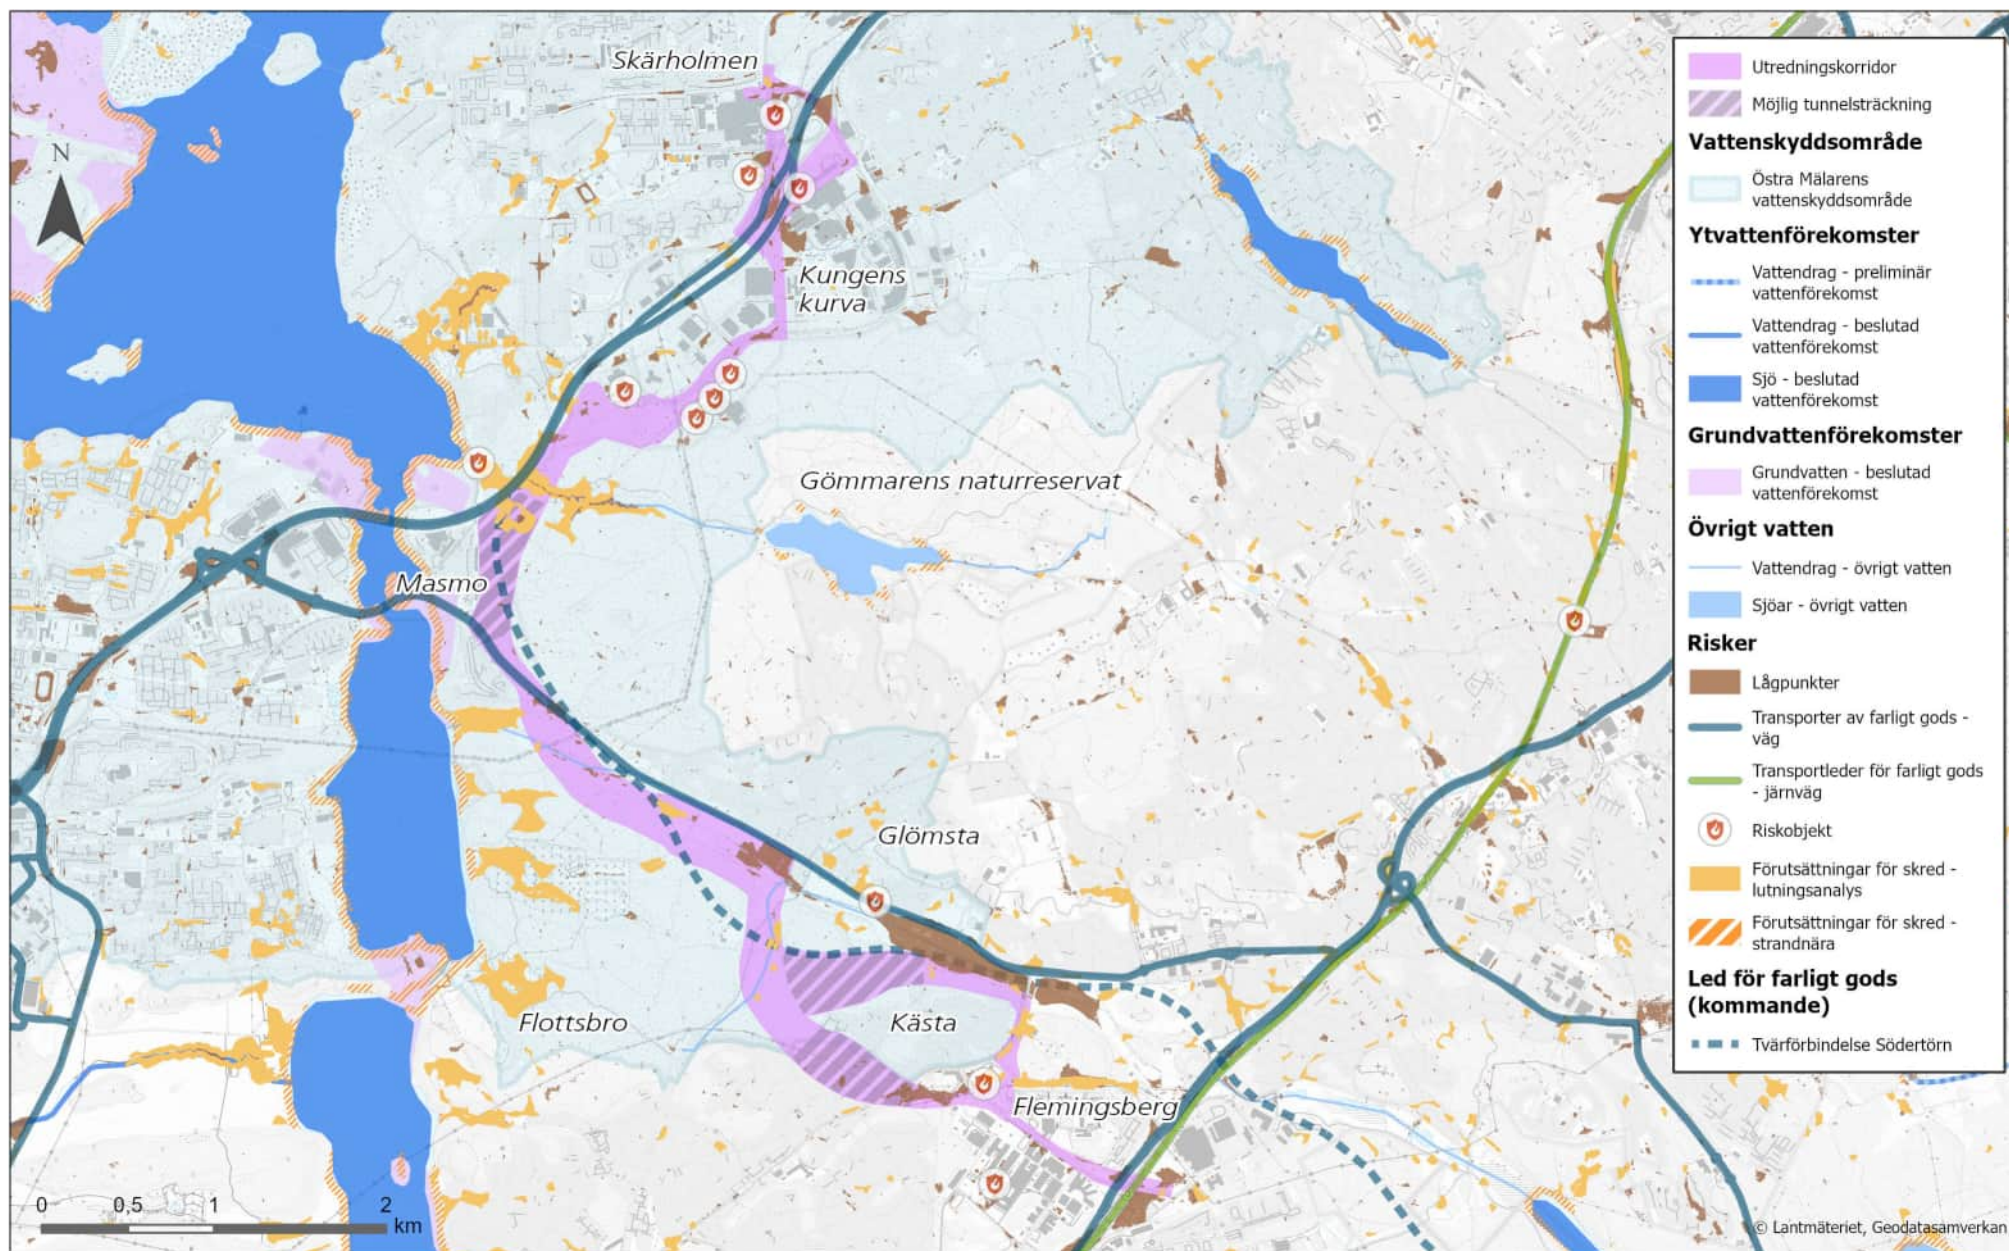 Skärholmen
N
Kungens
kurva
Gömmarens naturreservat
Masmo
Glömsta
Flottsbro
Kästa
Flemingsberg
0 0,5 1 2
km
Utredningskorridor
Möjlig tunnelsträckning
Vattenskyddsområde
Östra Mälarens
vattenskyddsområde
Ytvattenförekomster
Vattendrag - preliminär
vattenförekomst
Vattendrag - beslutad
vattenförekomst
Sjö - beslutad
vattenförekomst
Grundvattenförekomster
Grundvatten - beslutad
vattenförekomst
Övrigt vatten
Vattendrag - övrigt vatten
Sjöar - övrigt vatten
Risker
Lågpunkter
Transporter av farligt gods -
väg
Transportleder för farligt gods
- järnväg
Riskobjekt
Förutsättningar för skred -
lutningsanalys
Förutsättningar för skred -
strandnära
Led för farligt gods
(kommande)
Tvärförbindelse Södertörn
© Lantmäteriet, Geodatasamverkan